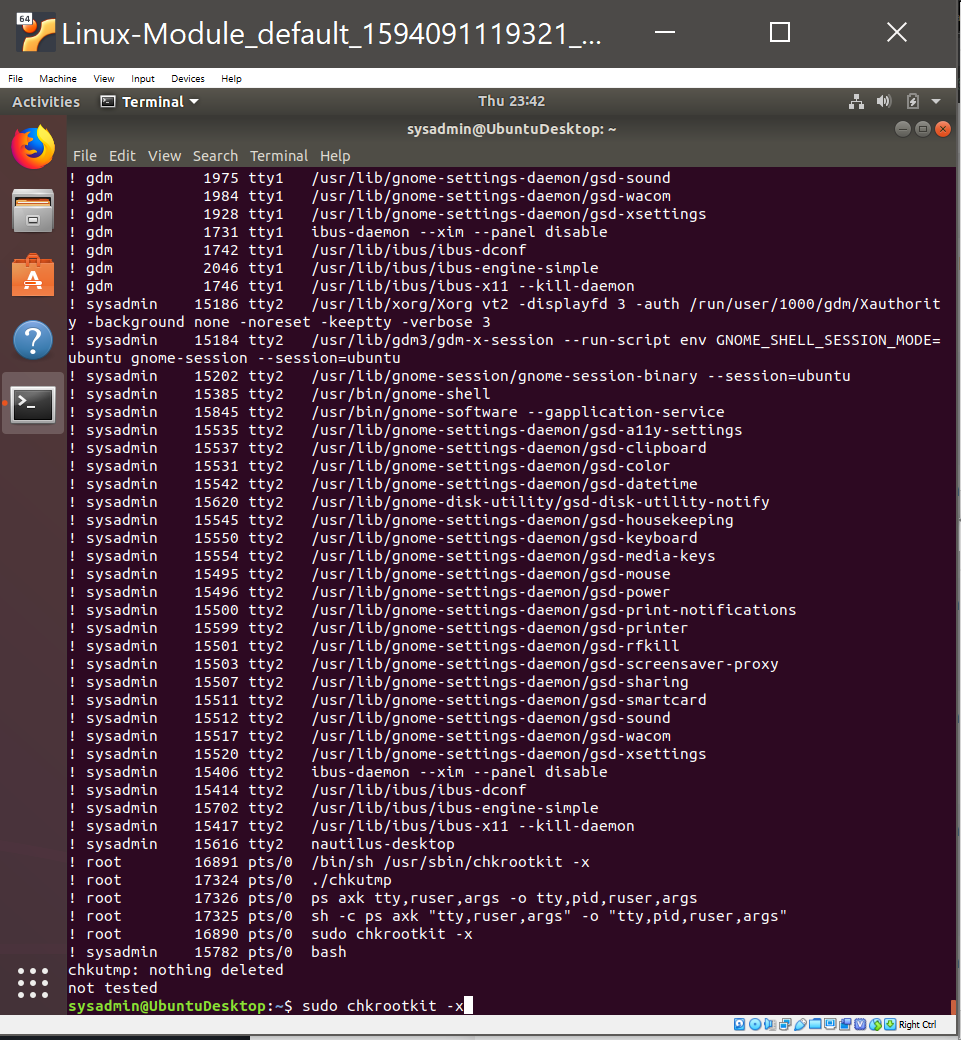 64
Linux-Module_default_1594091119321_...
File Machine View Input Devices Help
Activities Terminal Thu 23:42
sysadmin@UbuntuDesktop: ~
File Edit View Search Terminal Help
! gdm 1975 tty1 /usr/lib/gnome-settings-daemon/gsd-sound
! gdm 1984 tty1 /usr/lib/gnome-settings-daemon/gsd-wacom
! gdm 1928 tty1 /usr/lib/gnome-settings-daemon/gsd-xsettings
! gdm 1731 tty1 ibus-daemon --xim --panel disable
! gdm 1742 tty1 /usr/lib/ibus/ibus-dconf
! gdm 2046 tty1 /usr/lib/ibus/ibus-engine-simple
! gdm 1746 tty1 /usr/lib/ibus/ibus-x11 --kill-daemon
! sysadmin 15186 tty2 /usr/lib/xorg/Xorg vt2 -displayfd 3 -auth /run/user/1000/gdm/Xauthorit
y -background none -noreset -keeptty -verbose 3
! sysadmin 15184 tty2 /usr/lib/gdm3/gdm-x-session --run-script env GNOME_SHELL_SESSION_MODE=
ubuntu gnome-session --session=ubuntu
! sysadmin 15202 tty2 /usr/lib/gnome-session/gnome-session-binary --session=ubuntu
! sysadmin 15385 tty2 /usr/bin/gnome-shell
! sysadmin 15845 tty2 /usr/bin/gnome-software --gapplication-service
! sysadmin 15535 tty2 /usr/lib/gnome-settings-daemon/gsd-a11y-settings
! sysadmin 15537 tty2 /usr/lib/gnome-settings-daemon/gsd-clipboard
! sysadmin 15531 tty2 /usr/lib/gnome-settings-daemon/gsd-color
! sysadmin 15542 tty2 /usr/lib/gnome-settings-daemon/gsd-datetime
! sysadmin 15620 tty2 /usr/lib/gnome-disk-utility/gsd-disk-utility-notify
! sysadmin 15545 tty2 /usr/lib/gnome-settings-daemon/gsd-housekeeping
! sysadmin 15550 tty2 /usr/lib/gnome-settings-daemon/gsd-keyboard
! sysadmin 15554 tty2 /usr/lib/gnome-settings-daemon/gsd-media-keys
! sysadmin 15495 tty2 /usr/lib/gnome-settings-daemon/gsd-mouse
! sysadmin 15496 tty2 /usr/lib/gnome-settings-daemon/gsd-power
! sysadmin 15500 tty2 /usr/lib/gnome-settings-daemon/gsd-print-notifications
! sysadmin 15599 tty2 /usr/lib/gnome-settings-daemon/gsd-printer
! sysadmin 15501 tty2 /usr/lib/gnome-settings-daemon/gsd-rfkill
! sysadmin 15503 tty2 /usr/lib/gnome-settings-daemon/gsd-screensaver-proxy
! sysadmin 15507 tty2 /usr/lib/gnome-settings-daemon/gsd-sharing
! sysadmin 15511 tty2 /usr/lib/gnome-settings-daemon/gsd-smartcard
! sysadmin 15512 tty2 /usr/lib/gnome-settings-daemon/gsd-sound
! sysadmin 15517 tty2 /usr/lib/gnome-settings-daemon/gsd-wacom
! sysadmin 15520 tty2 /usr/lib/gnome-settings-daemon/gsd-xsettings
! sysadmin 15406 tty2 ibus-daemon --xim --panel disable
! sysadmin 15414 tty2 /usr/lib/ibus/ibus-dconf
! sysadmin 15702 tty2 /usr/lib/ibus/ibus-engine-simple
! sysadmin 15417 tty2 /usr/lib/ibus/ibus-x11 --kill-daemon
! sysadmin 15616 tty2 nautilus-desktop
! root 16891 pts/0 /bin/sh /usr/sbin/chkrootkit -x
! root 17324 pts/0 ./chkutmp
! root 17326 pts/0 ps axk tty,ruser,args -o tty,pid,ruser,args
! root 17325 pts/0 sh -c ps axk "tty,ruser,args" -o "tty,pid,ruser,args"
! root 16890 pts/0 sudo chkrootkit -x
! sysadmin 15782 pts/0 bash
chkutmp: nothing deleted
not tested
sysadmin@UbuntuDesktop:~$ sudo chkrootkit -x
Right Ctrl